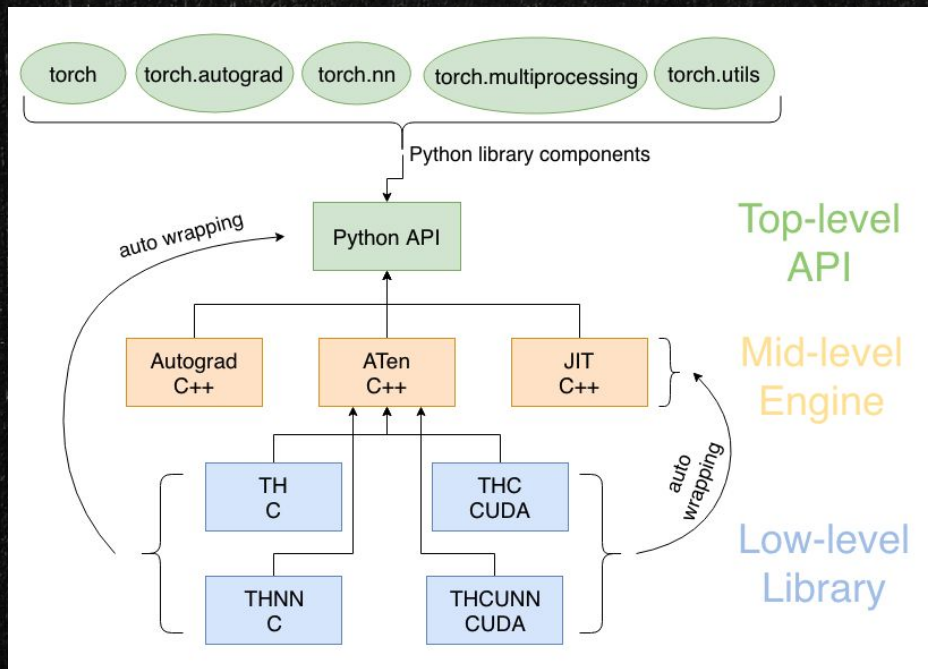 torch
torch.autograd
torch.nn
torch.multiprocessing
torch.utils
Python library components
auto wrapping
Python API
Top-level
API
Autograd
C++
ATen
C++
JIT
C++
Mid-level
Engine
auto
wrapping
TH
C
THC
CUDA
Low-level
Library
THNN
C
THCUNN
CUDA